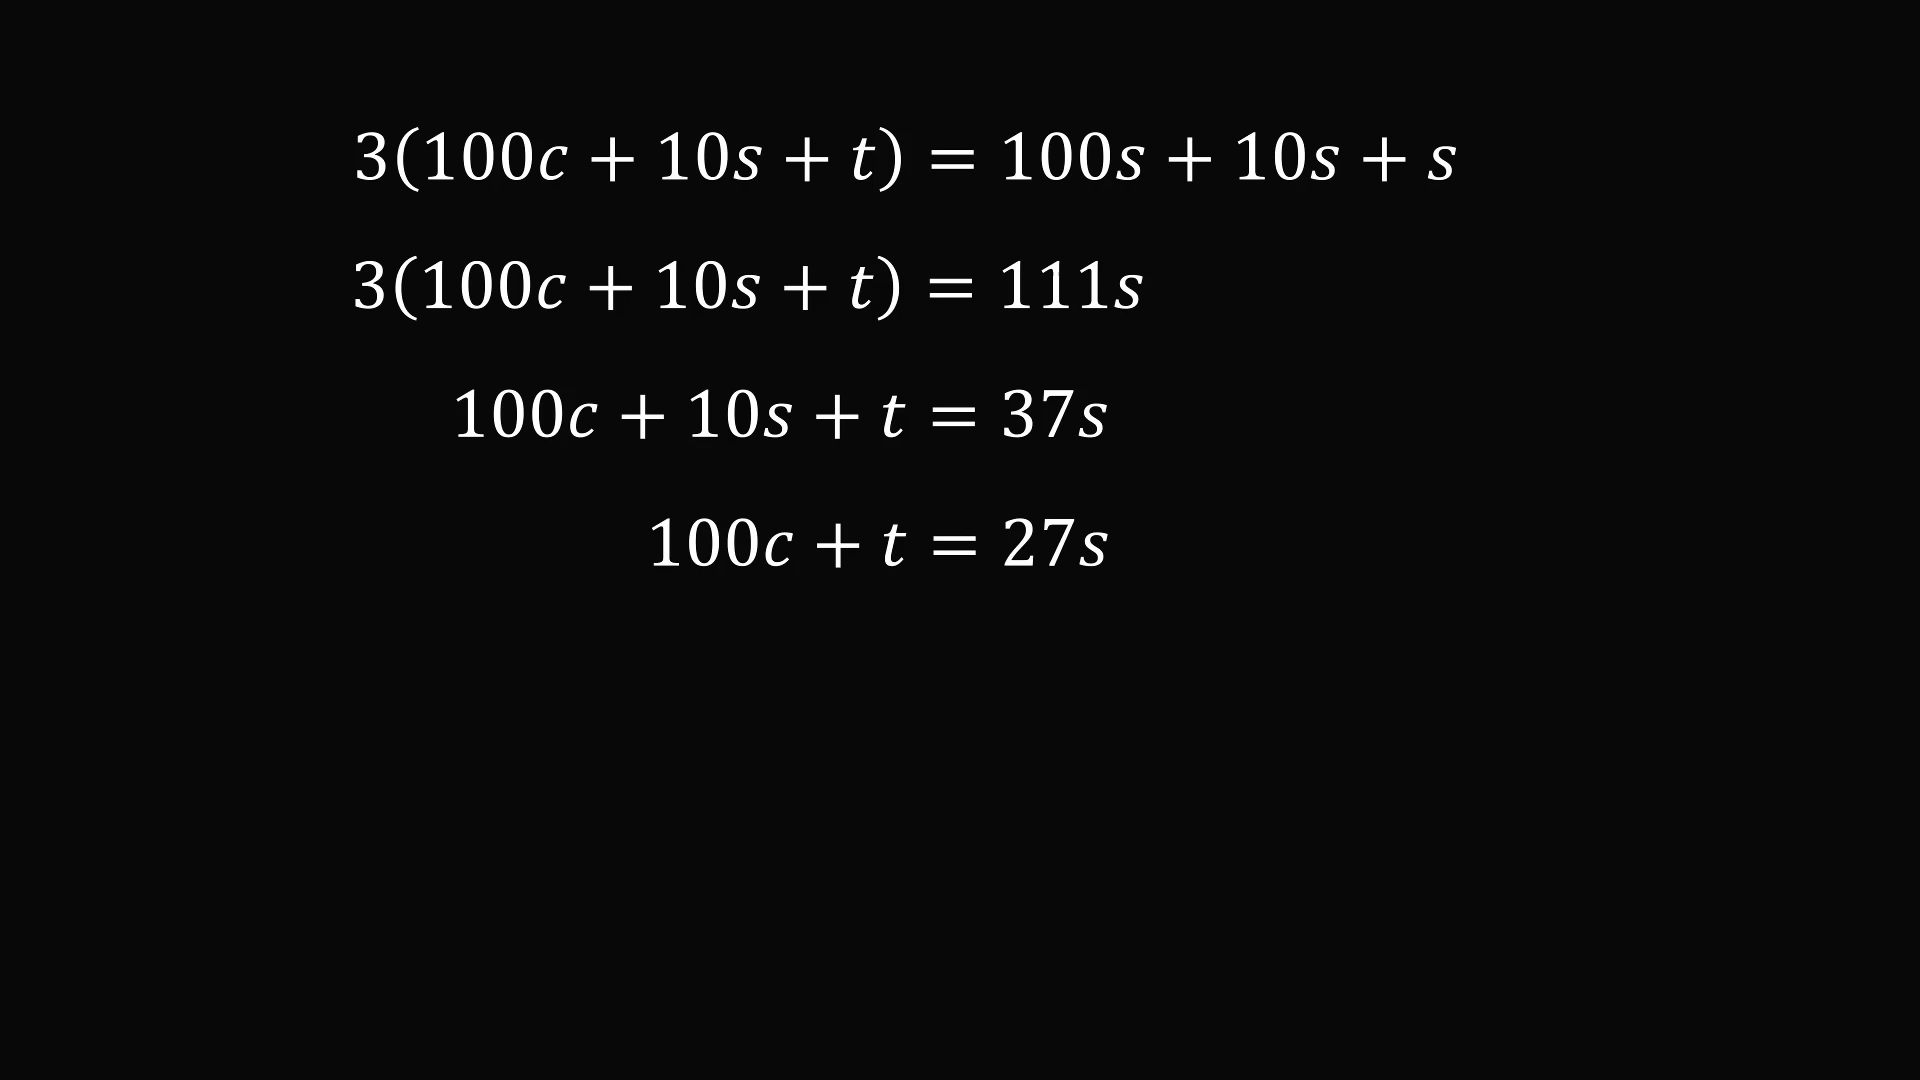 3(100c + 10s + t) = 100s + 10s + s
3(100c + 10s + t) = 111s
100c + 10s + t = 37s
100c + t = 27s